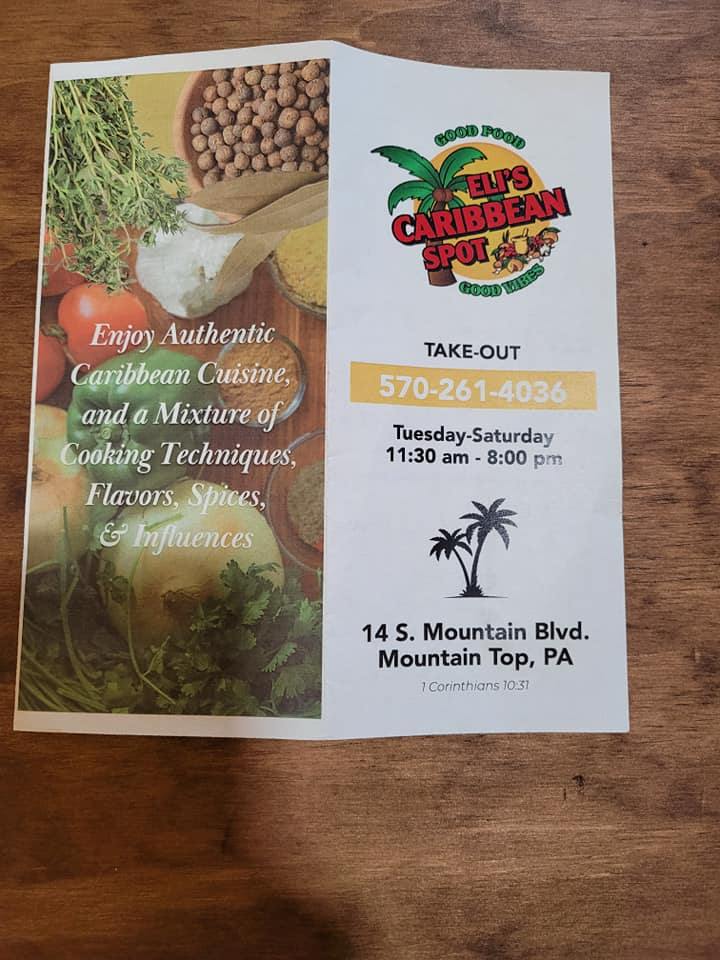 Enjoy Authentic
Caribbean Cuisine,
and a Mixture of
Cooking Techniques,
Flavors, Spices,
& Influences
GOOD FOOD
ELI'S
CARIBBEAN
SPOT
GOOD VIBES
TAKE-OUT
570-261-4036
Tuesday-Saturday
11:30 am - 8:00 pm
14 S. Mountain Blvd.
Mountain Top, PA
1 Corinthians 10:31